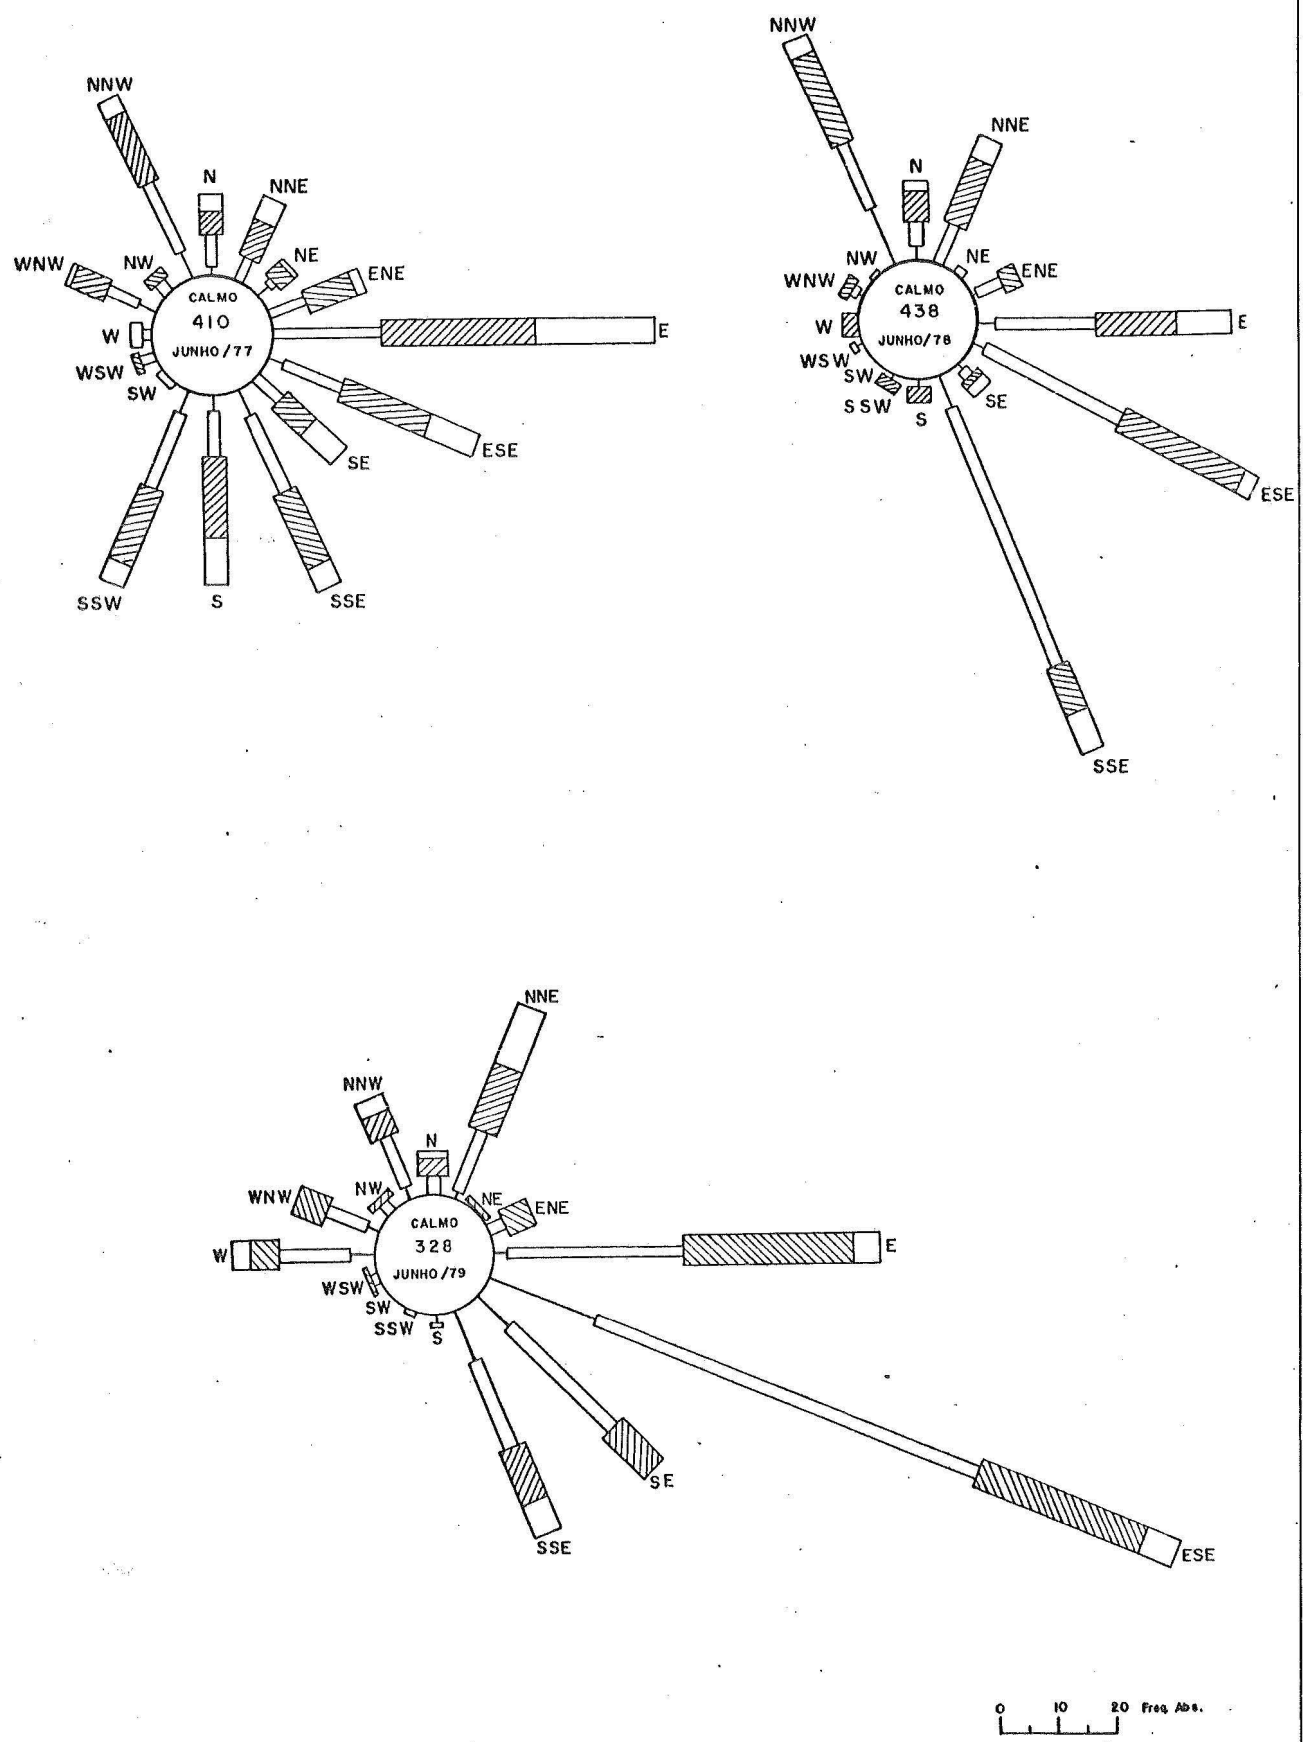 NNW
N
NNE
WNW
NW
NE
ENE
W
CALMO
410
JUNHO/77
E
WSW
SW
SE
ESE
SSW
S
SSE
NNW
N
NNE
NW
NE
WNW
ENE
W
CALMO
438
JUNHO/78
E
WSW
SW
SSW
S
SE
ESE
SSE
NNE
NNW
N
WNW
NW
NE
ENE
W
CALMO
328
JUNHO/79
E
WSW
SW
SSW
S
SE
SSE
ESE
0 10 20 Freq. Abs.